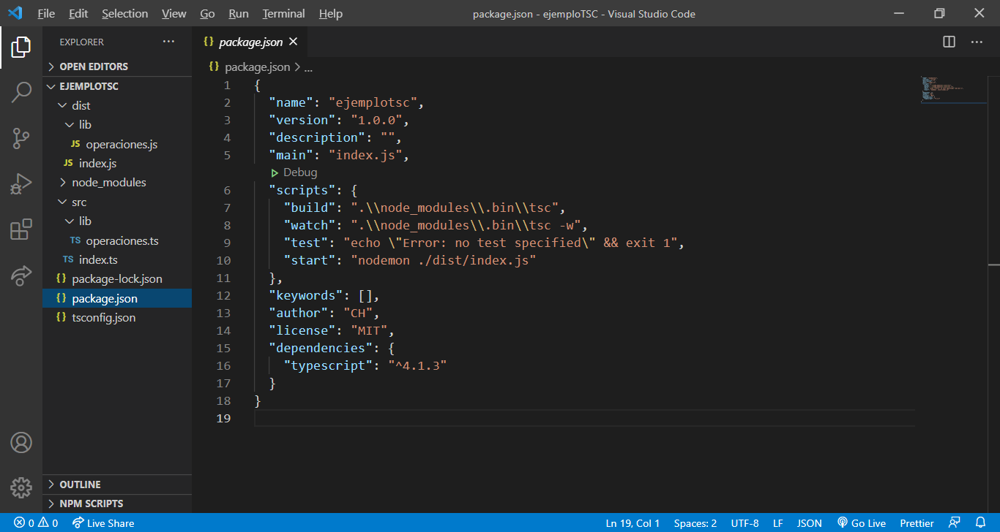 File Edit Selection View Go Run Terminal Help
package.json - ejemploTSC - Visual Studio Code
EXPLORER
OPEN EDITORS
EJEMPLOTSC
dist
lib
JS operaciones.js
JS index.js
node_modules
src
lib
TS operaciones.ts
TS index.ts
{} package-lock.json
{} package.json
{} tsconfig.json
OUTLINE
NPM SCRIPTS
{} package.json
{} package.json > ...
1 {
2 "name": "ejemplotsc",
3 "version": "1.0.0",
4 "description": "",
5 "main": "index.js",
Debug
6 "scripts": {
7 "build": ".\\node_modules\\.bin\\tsc",
8 "watch": ".\\node_modules\\.bin\\tsc -w",
9 "test": "echo \"Error: no test specified\" && exit 1",
10 "start": "nodemon ./dist/index.js"
11 },
12 "keywords": [],
13 "author": "CH",
14 "license": "MIT",
15 "dependencies": {
16 "typescript": "^4.1.3"
17 }
18 }
19
0 0 Live Share
Ln 19, Col 1 Spaces: 2 UTF-8 LF JSON Go Live Prettier